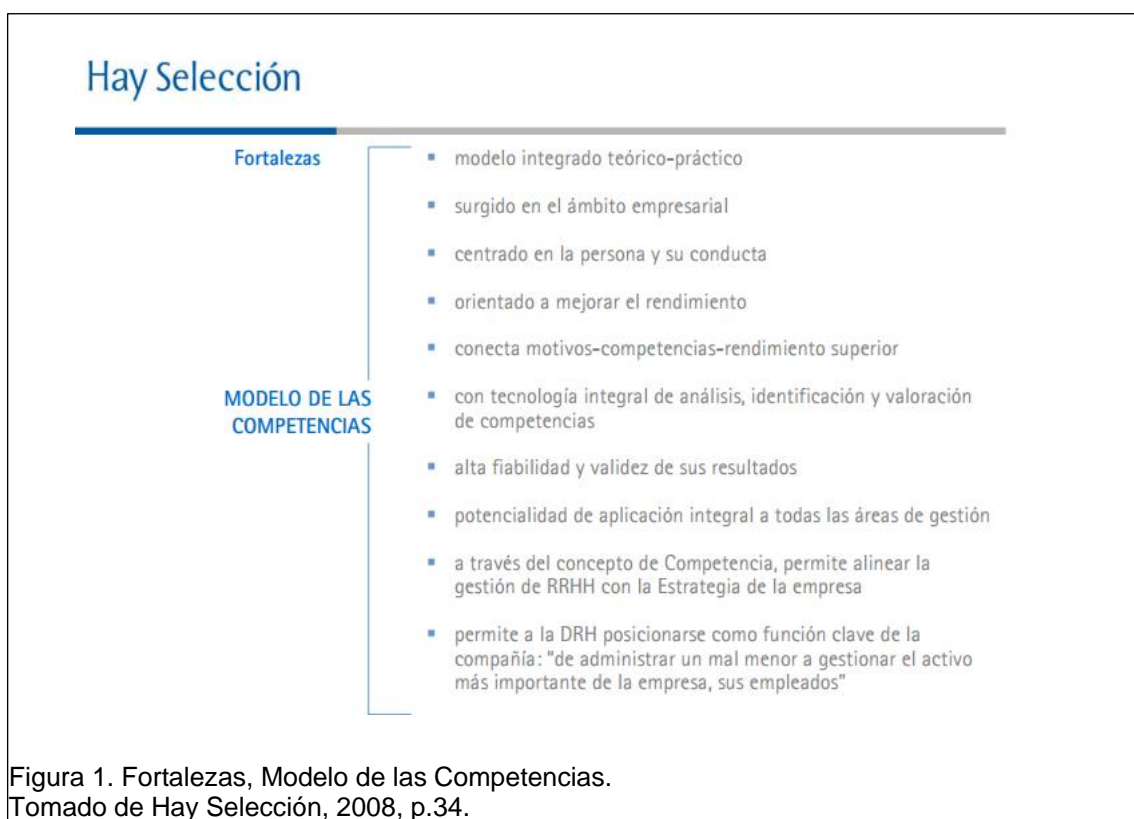 Hay Selección
Fortalezas
▪ modelo integrado teórico-práctico
▪ surgido en el ámbito empresarial
▪ centrado en la persona y su conducta
▪ orientado a mejorar el rendimiento
▪ conecta motivos-competencias-rendimiento superior
MODELO DE LAS
COMPETENCIAS
▪ con tecnología integral de análisis, identificación y valoración
de competencias
▪ alta fiabilidad y validez de sus resultados
▪ potencialidad de aplicación integral a todas las áreas de gestión
▪ a través del concepto de Competencia, permite alinear la
gestión de RRHH con la Estrategia de la empresa
▪ permite a la DRH posicionarse como función clave de la
compañía: "de administrar un mal menor a gestionar el activo
más importante de la empresa, sus empleados"
Figura 1. Fortalezas, Modelo de las Competencias.
Tomado de Hay Selección, 2008, p.34.